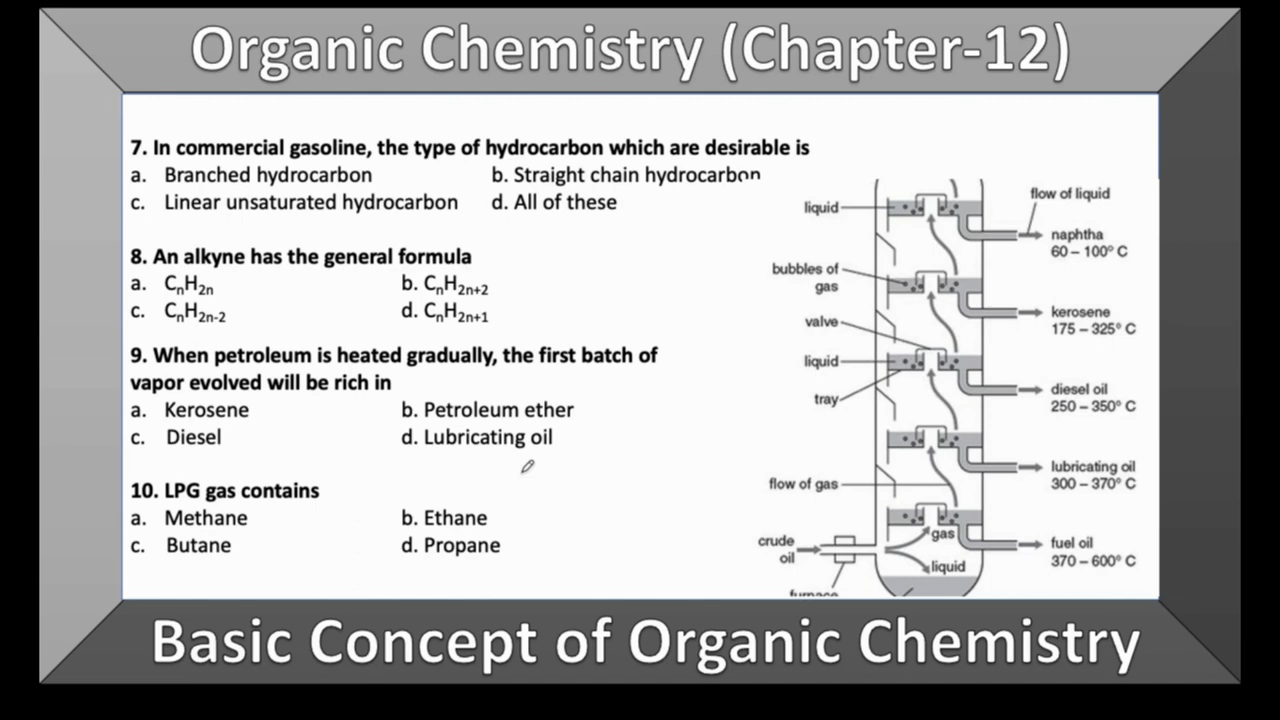 Organic Chemistry (Chapter-12)
7. In commercial gasoline, the type of hydrocarbon which are desirable is
a. Branched hydrocarbon b. Straight chain hydrocarbon
c. Linear unsaturated hydrocarbon d. All of these
8. An alkyne has the general formula
a. CₙH₂ₙ b. CₙH₂ₙ₊₂
c. CₙH₂ₙ₋₂ d. CₙH₂ₙ₊₁
9. When petroleum is heated gradually, the first batch of
vapor evolved will be rich in
a. Kerosene b. Petroleum ether
c. Diesel d. Lubricating oil
10. LPG gas contains
a. Methane b. Ethane
c. Butane d. Propane
flow of liquid
liquid
naphtha
60 – 100° C
bubbles of
gas
kerosene
175 – 325° C
valve
liquid
tray
diesel oil
250 – 350° C
lubricating oil
300 – 370° C
flow of gas
gas
crude
oil
fuel oil
370 – 600° C
liquid
furnace
Basic Concept of Organic Chemistry